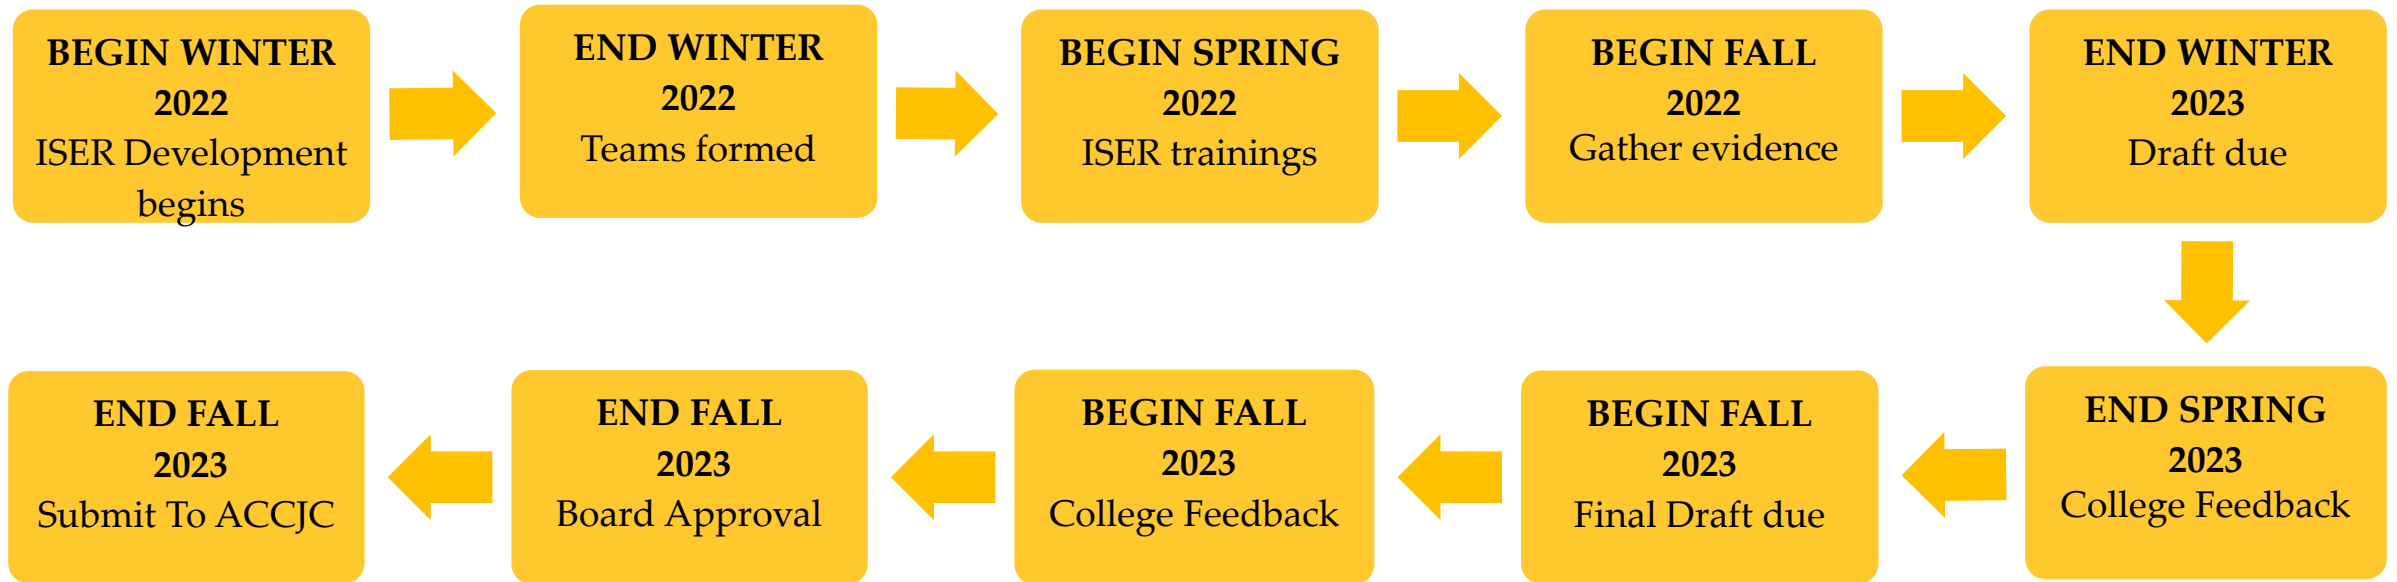 BEGIN WINTER
2022
ISER Development
begins
END WINTER
2022
Teams formed
BEGIN SPRING
2022
ISER trainings
BEGIN FALL
2022
Gather evidence
END WINTER
2023
Draft due
END SPRING
2023
College Feedback
BEGIN FALL
2023
Final Draft due
BEGIN FALL
2023
College Feedback
END FALL
2023
Board Approval
END FALL
2023
Submit To ACCJC